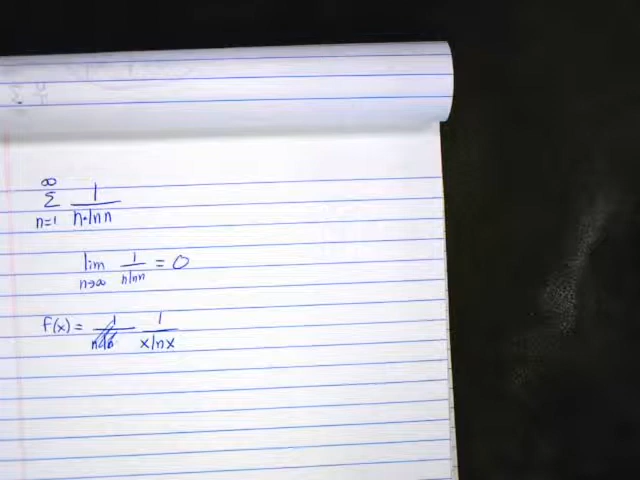 ∞
Σ 1/(n·ln n)
n=1
lim 1/(n ln n) = 0
n→∞
f(x) = 1/(x ln x)